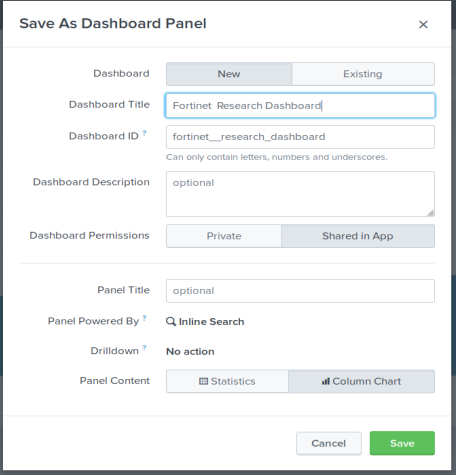 Save As Dashboard Panel ×
Dashboard New Existing
Dashboard Title Fortinet  Research Dashboard
Dashboard ID ? fortinet__research_dashboard
Can only contain letters, numbers and underscores.
Dashboard Description optional
Dashboard Permissions Private Shared in App
Panel Title optional
Panel Powered By ? Inline Search
Drilldown ? No action
Panel Content Statistics Column Chart
Cancel Save